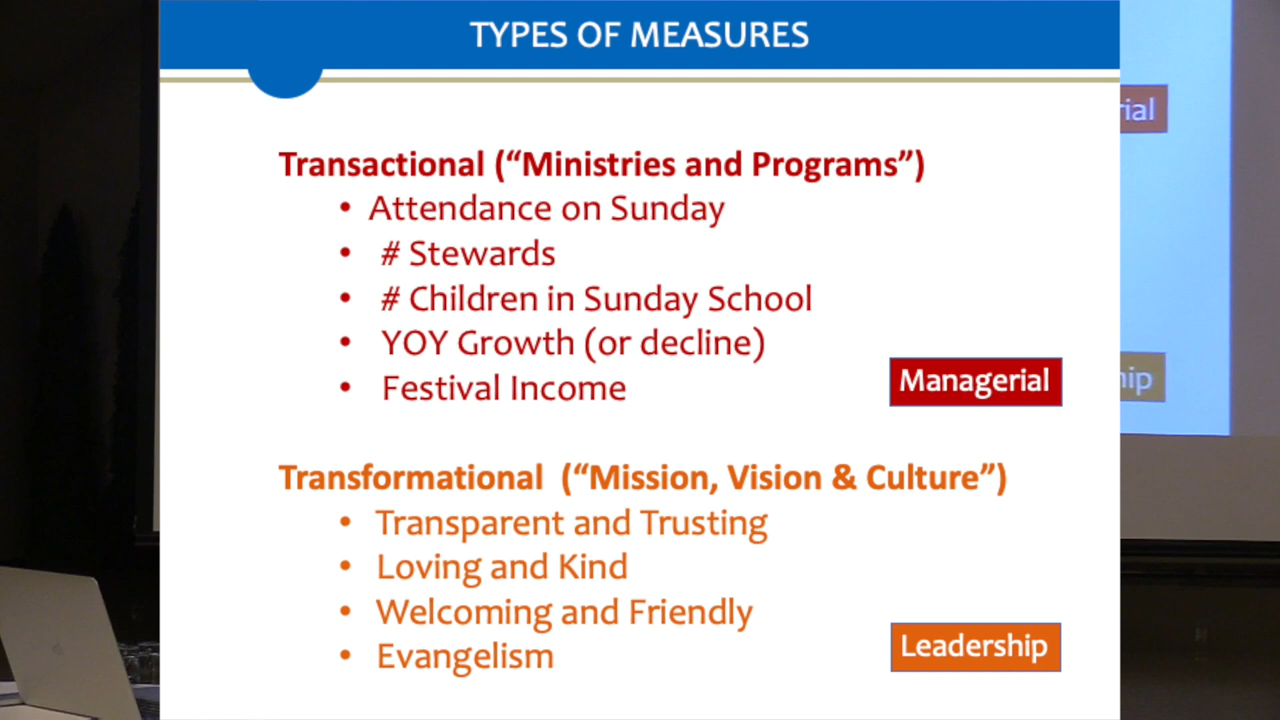 TYPES OF MEASURES
Transactional (“Ministries and Programs”)
• Attendance on Sunday
• # Stewards
• # Children in Sunday School
• YOY Growth (or decline)
• Festival Income
Managerial
Transformational (“Mission, Vision & Culture”)
• Transparent and Trusting
• Loving and Kind
• Welcoming and Friendly
• Evangelism
Leadership